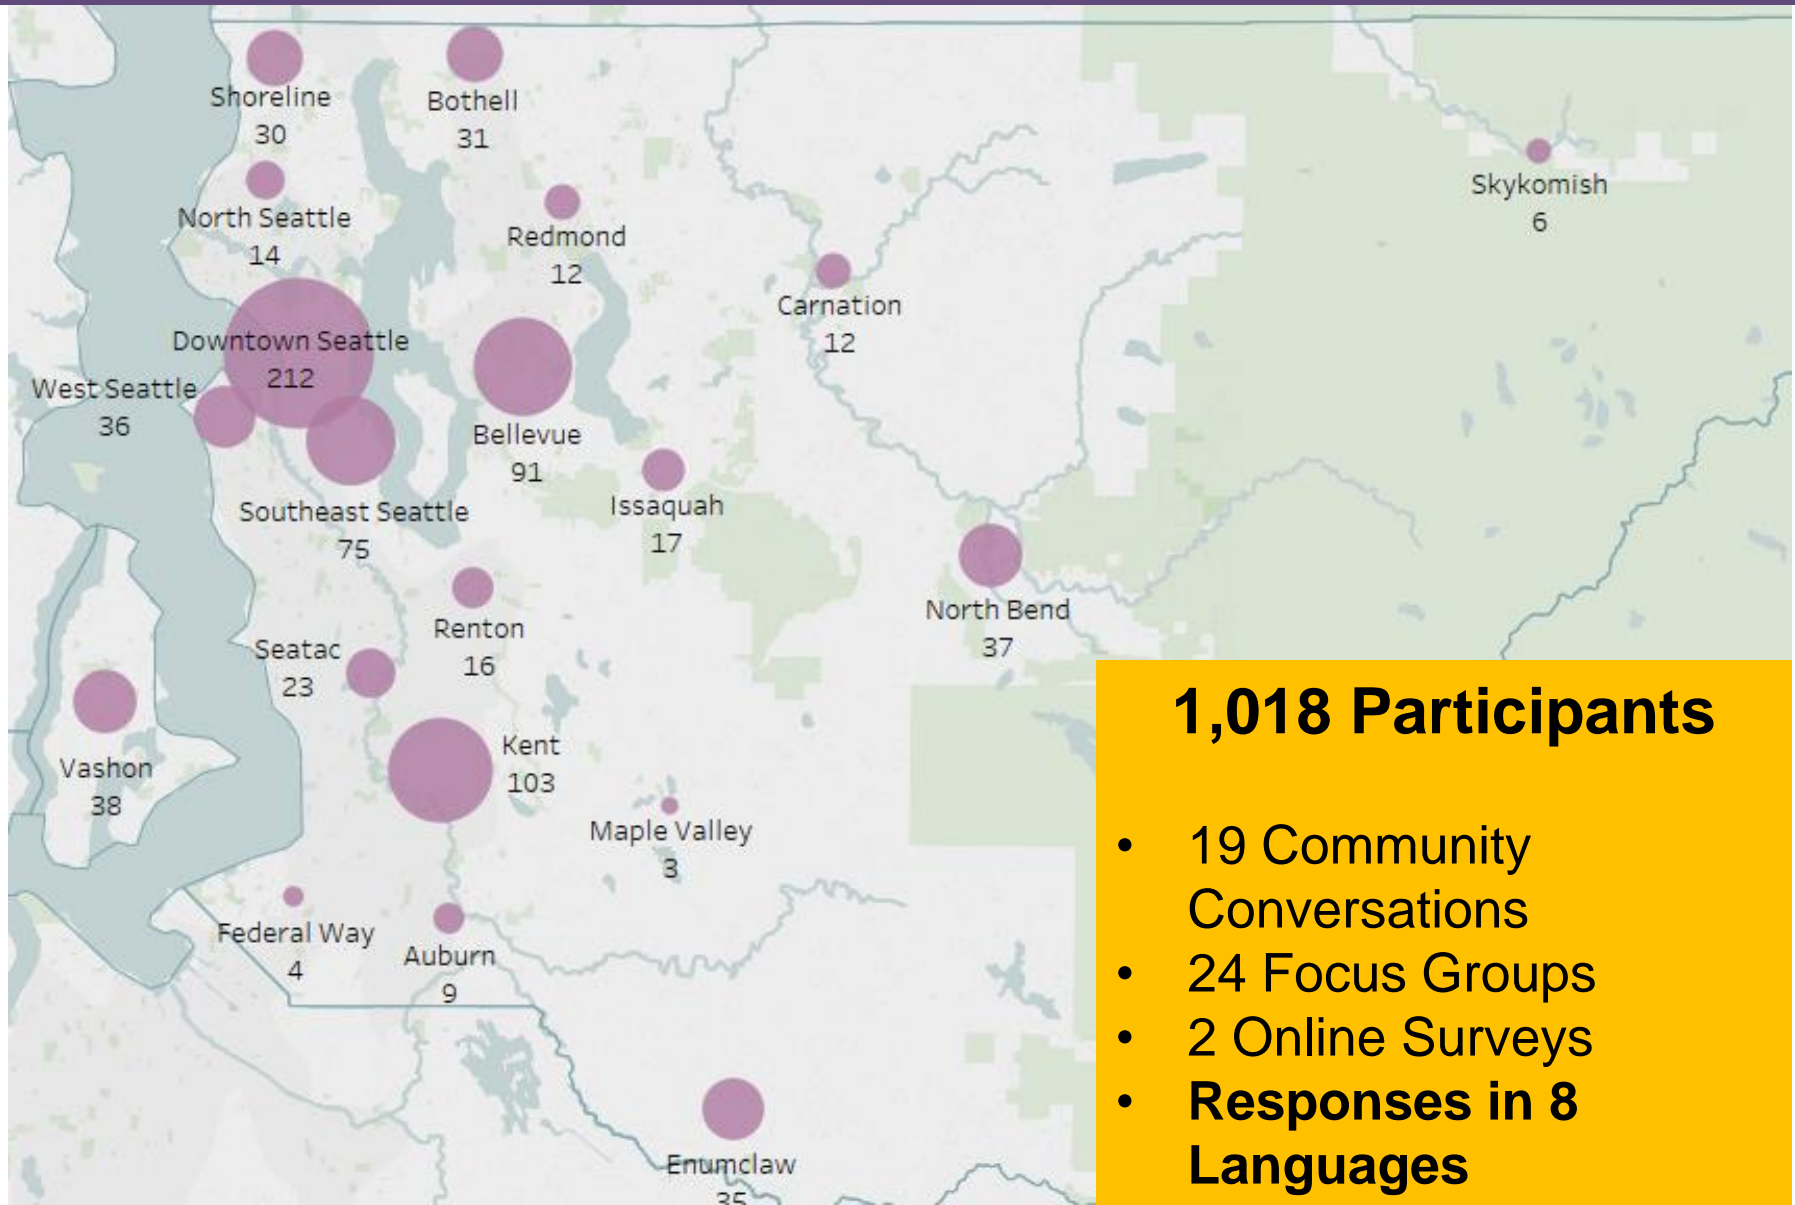 Shoreline
30
Bothell
31
Skykomish
6
North Seattle
14
Redmond
12
Carnation
12
Downtown Seattle
212
West Seattle
36
Bellevue
91
Issaquah
17
Southeast Seattle
75
North Bend
37
Renton
16
Seatac
23
Vashon
38
Kent
103
Maple Valley
3
Federal Way
4
Auburn
9
Enumclaw
35
1,018 Participants
• 19 Community
Conversations
• 24 Focus Groups
• 2 Online Surveys
• Responses in 8
Languages